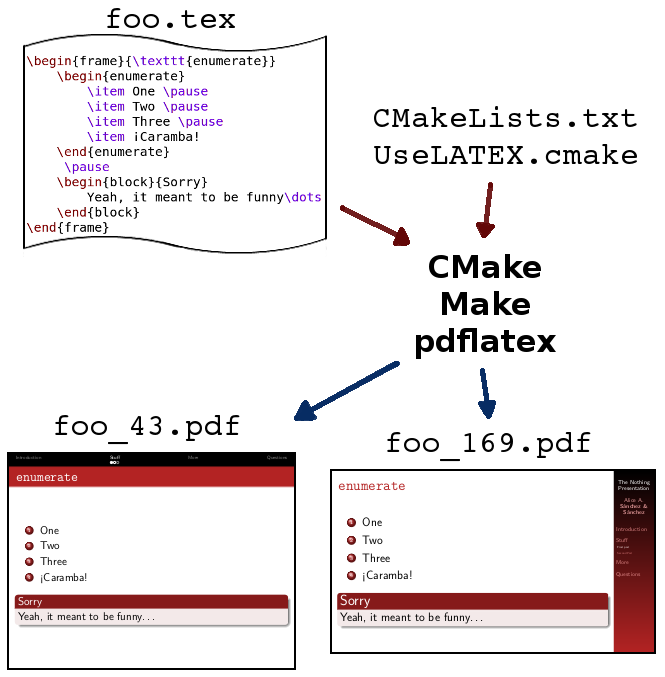 foo.tex
\begin{frame}{\texttt{enumerate}}
\begin{enumerate}
\item One \pause
\item Two \pause
\item Three \pause
\item ¡Caramba!
\end{enumerate}
\pause
\begin{block}{Sorry}
Yeah, it meant to be funny\dots
\end{block}
\end{frame}
CMakeLists.txt
UseLATEX.cmake
CMake
Make
pdflatex
foo_43.pdf
Introduction Stuff More Questions
enumerate
One
Two
Three
¡Caramba!
Sorry
Yeah, it meant to be funny...
foo_169.pdf
enumerate
One
Two
Three
¡Caramba!
Sorry
Yeah, it meant to be funny...
The Nothing
Presentation
Alice A.
Sánchez &
Sánchez
Introduction
Stuff
More
Questions